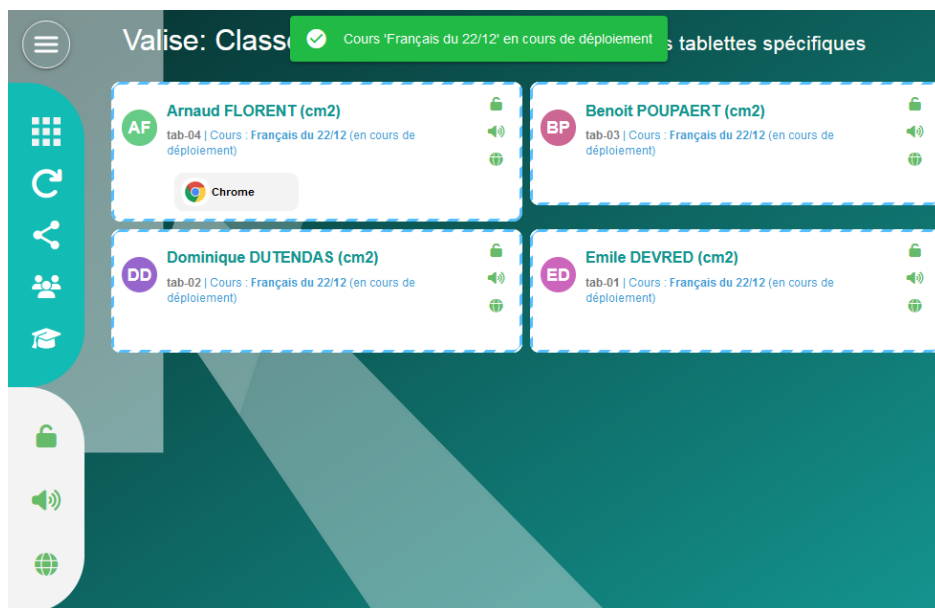 Valise: Class
Cours 'Français du 22/12' en cours de déploiement
s tablettes spécifiques
AF
Arnaud FLORENT (cm2)
tab-04 | Cours : Français du 22/12 (en cours de
déploiement)
Chrome
BP
Benoit POUPAERT (cm2)
tab-03 | Cours : Français du 22/12 (en cours de
déploiement)
DD
Dominique DUTENDAS (cm2)
tab-02 | Cours : Français du 22/12 (en cours de
déploiement)
ED
Emile DEVRED (cm2)
tab-01 | Cours : Français du 22/12 (en cours de
déploiement)